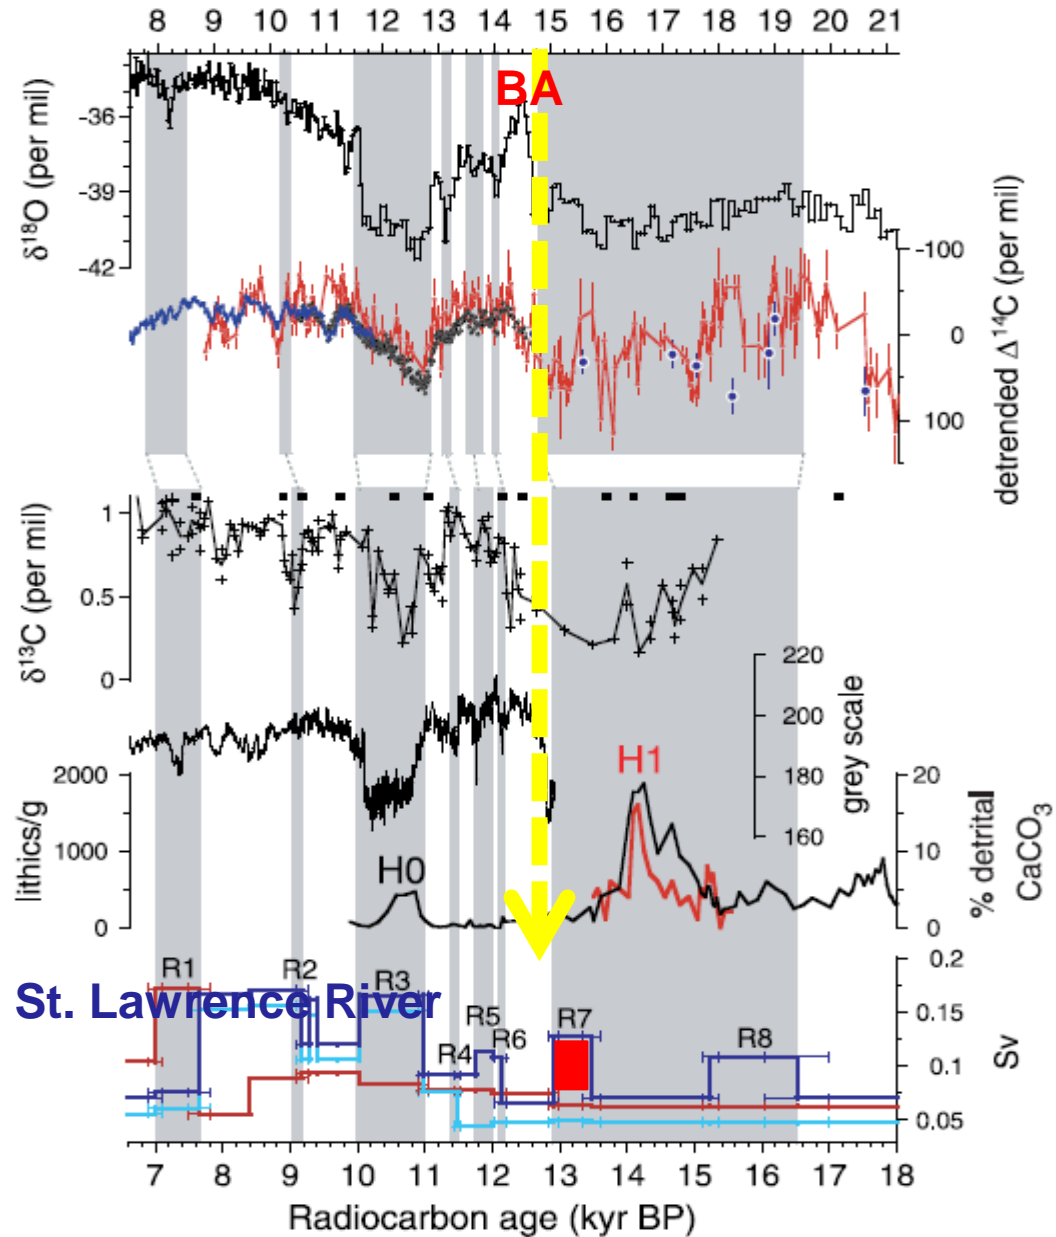 8 9 10 11 12 13 14 15 16 17 18 19 20 21
BA
-36
-39
-42
δ¹⁸O (per mil)
-100
0
100
detrended Δ¹⁴C (per mil)
1
0.5
0
δ¹³C (per mil)
220
200
180
160
grey scale
2000
1000
0
lithics/g
H0
H1
20
10
0
% detrital
CaCO₃
R1 R2 R3 R4 R5 R6 R7 R8
St. Lawrence River
0.2
0.15
0.1
0.05
Sv
7 8 9 10 11 12 13 14 15 16 17 18
Radiocarbon age (kyr BP)